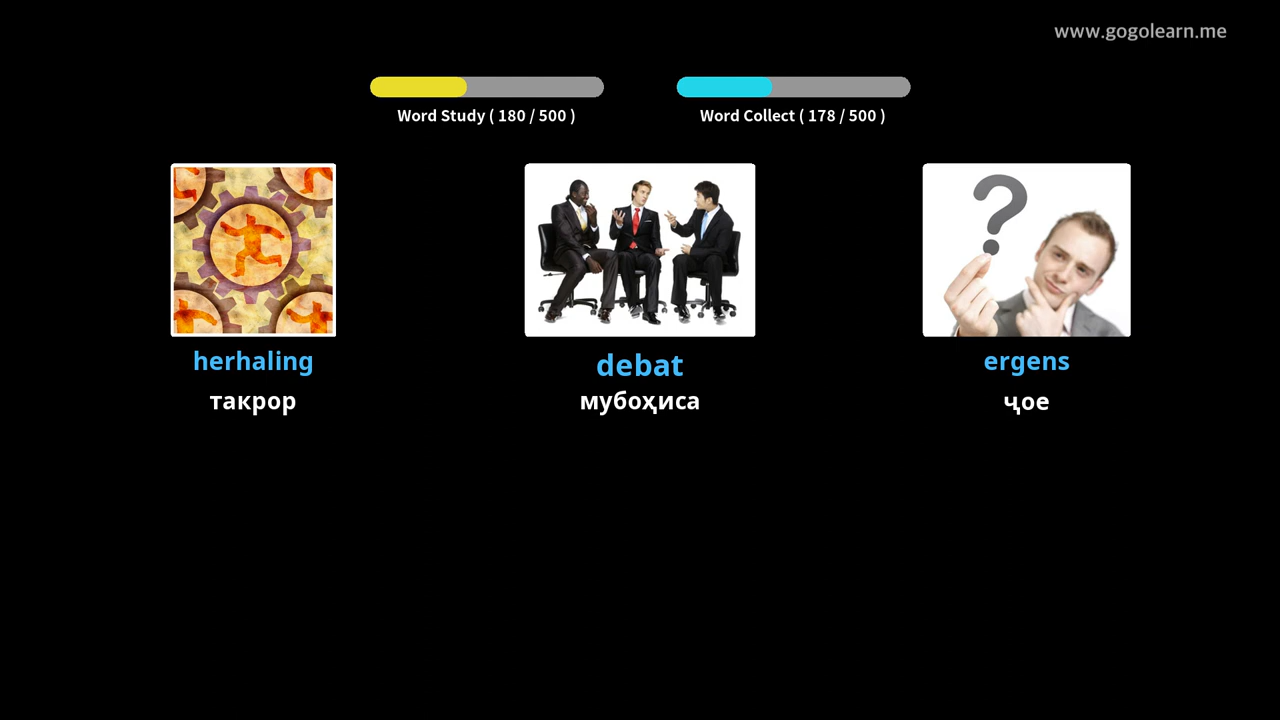 www.gogolearn.me
Word Study ( 180 / 500 )
Word Collect ( 178 / 500 )
herhaling
debat
ergens
такрор
мубоҳиса
ҷое